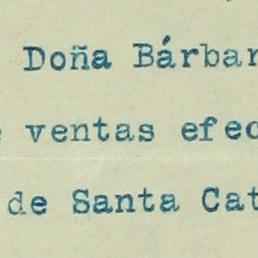 Doña Bárbar
ventas efec
de Santa Cat